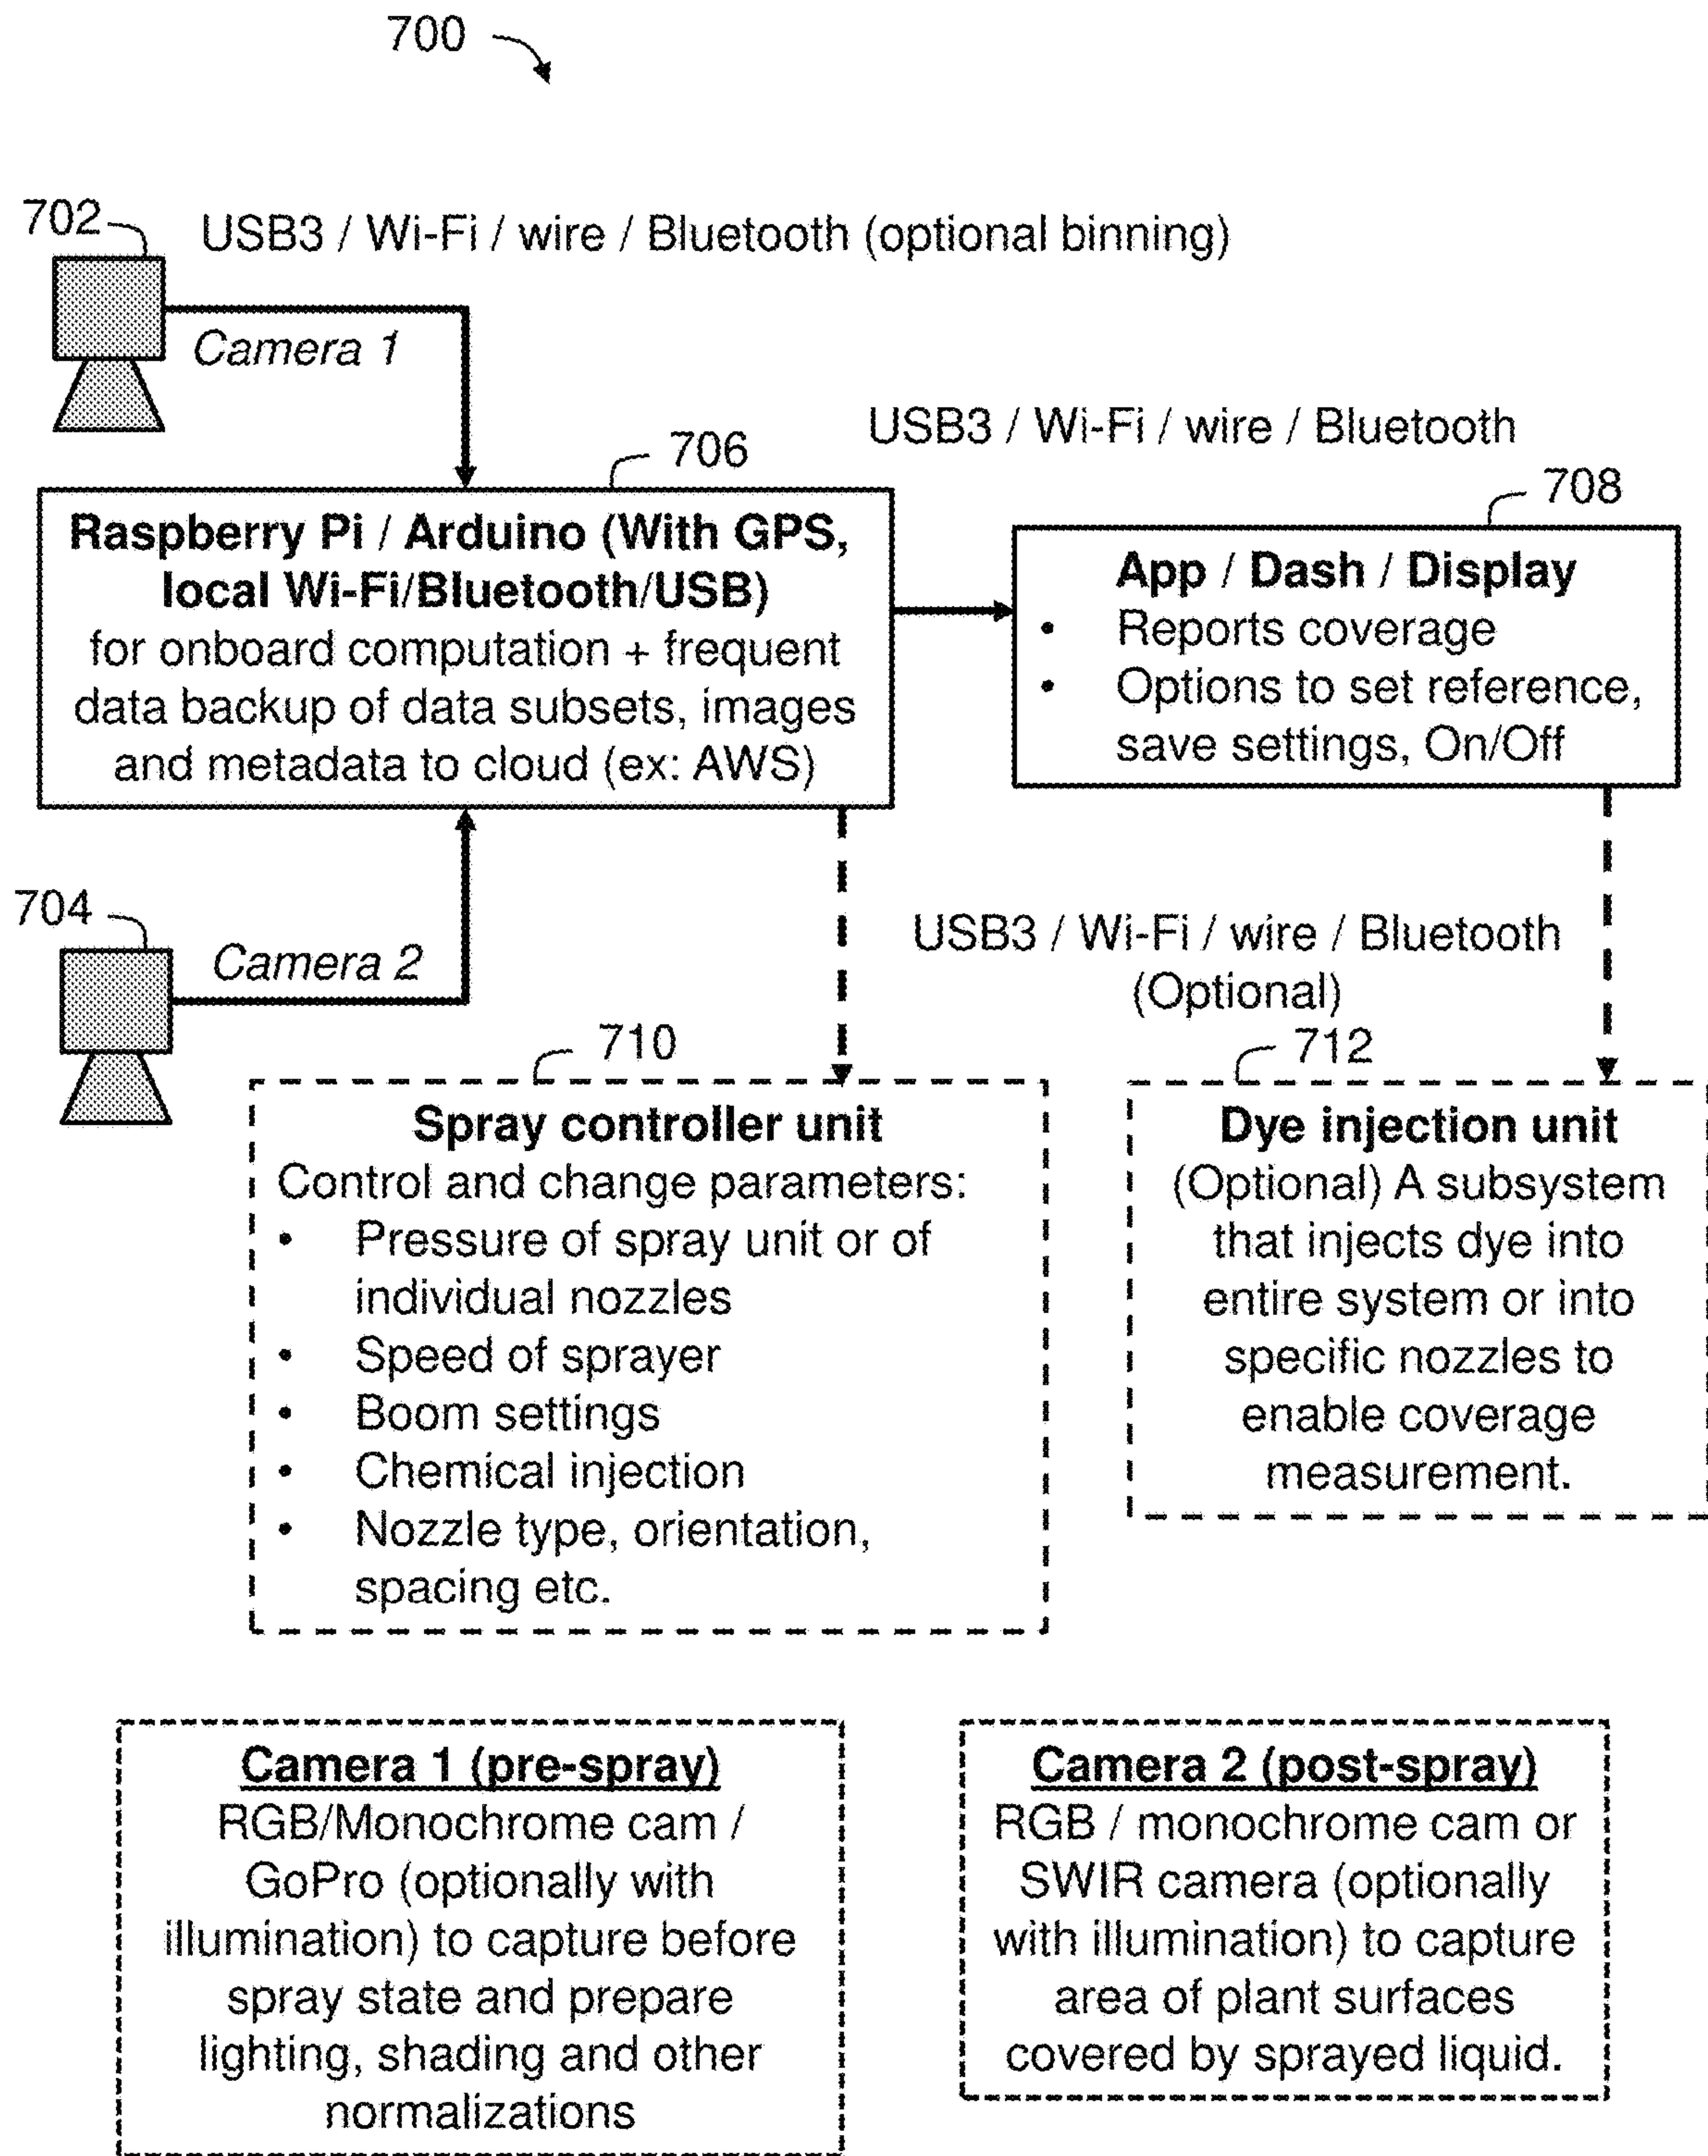 700
702
USB3 / Wi-Fi / wire / Bluetooth (optional binning)
Camera 1
USB3 / Wi-Fi / wire / Bluetooth
706
708
Raspberry Pi / Arduino (With GPS,
local Wi-Fi/Bluetooth/USB)
for onboard computation + frequent
data backup of data subsets, images
and metadata to cloud (ex: AWS)
App / Dash / Display
• Reports coverage
• Options to set reference,
save settings, On/Off
704
Camera 2
USB3 / Wi-Fi / wire / Bluetooth
(Optional)
710
712
Spray controller unit
Control and change parameters:
• Pressure of spray unit or of
individual nozzles
• Speed of sprayer
• Boom settings
• Chemical injection
• Nozzle type, orientation,
spacing etc.
Dye injection unit
(Optional) A subsystem
that injects dye into
entire system or into
specific nozzles to
enable coverage
measurement.
Camera 1 (pre-spray)
RGB/Monochrome cam /
GoPro (optionally with
illumination) to capture before
spray state and prepare
lighting, shading and other
normalizations
Camera 2 (post-spray)
RGB / monochrome cam or
SWIR camera (optionally
with illumination) to capture
area of plant surfaces
covered by sprayed liquid.